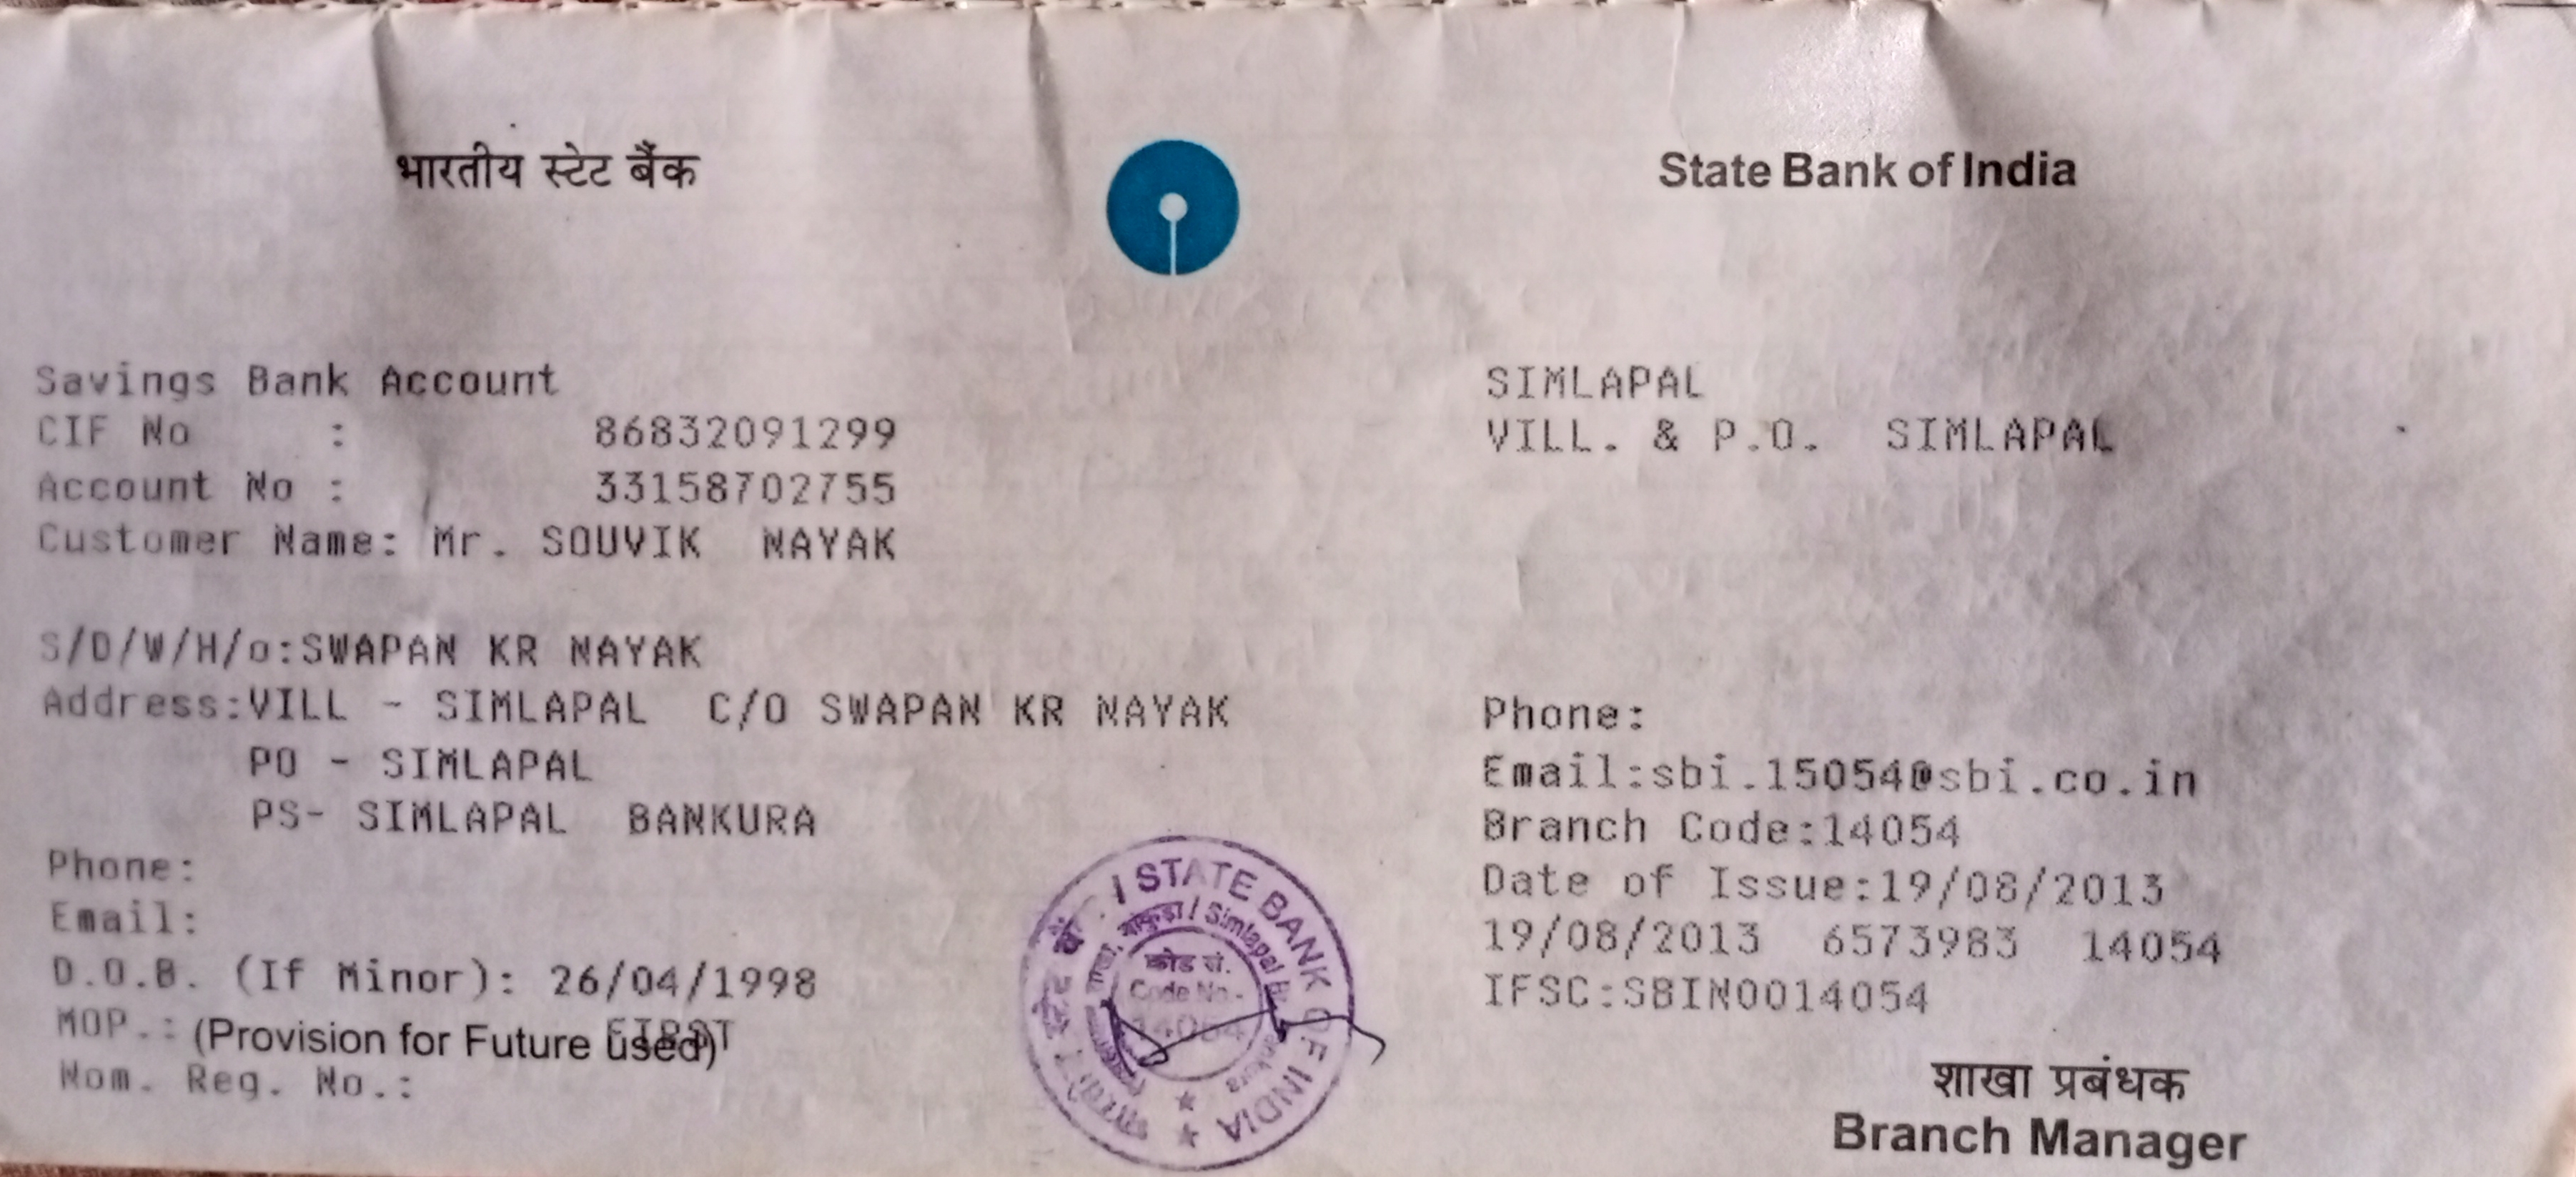 भारतीय स्टेट बैंक
State Bank of India
Savings Bank Account
CIF No : 86832091299
Account No : 33158702755
Customer Name: Mr. SOUVIK NAYAK
S/D/W/H/o:SWAPAN KR NAYAK
Address:VILL - SIMLAPAL C/O SWAPAN KR NAYAK
PO - SIMLAPAL
PS- SIMLAPAL BANKURA
Phone:
Email:
D.O.B. (If Minor): 26/04/1998
MOP.: FIRST
(Provision for Future used)
Nom. Reg. No.:
SIMLAPAL
VILL. & P.O. SIMLAPAL
Phone:
Email:sbi.15054@sbi.co.in
Branch Code:14054
Date of Issue:19/08/2013
19/08/2013 6573983 14054
IFSC:SBIN0014054
शाखा प्रबंधक
Branch Manager
/ STATE BANK OF INDIA
बांकुड़ा / Simlapal
कोड सं.
Code No.-
14054